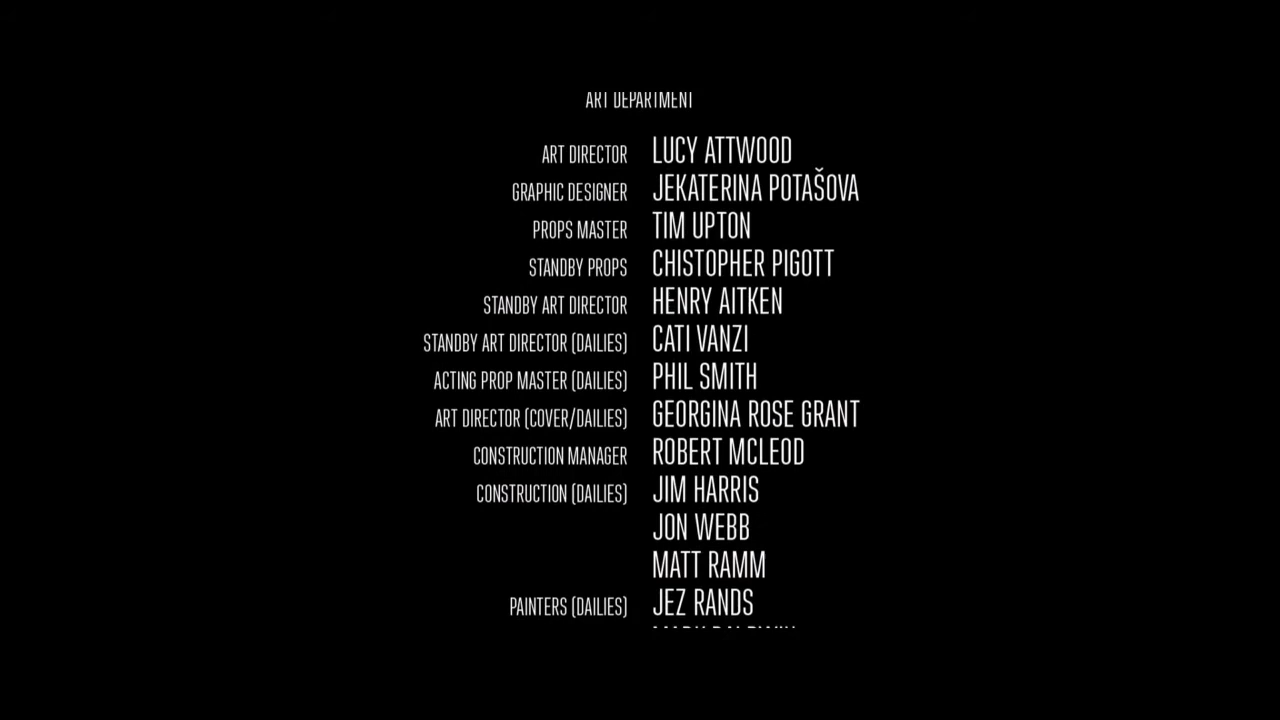 ART DEPARTMENT
ART DIRECTOR LUCY ATTWOOD
GRAPHIC DESIGNER JEKATERINA POTAŠOVA
PROPS MASTER TIM UPTON
STANDBY PROPS CHISTOPHER PIGOTT
STANDBY ART DIRECTOR HENRY AITKEN
STANDBY ART DIRECTOR (DAILIES) CATI VANZI
ACTING PROP MASTER (DAILIES) PHIL SMITH
ART DIRECTOR (COVER/DAILIES) GEORGINA ROSE GRANT
CONSTRUCTION MANAGER ROBERT MCLEOD
CONSTRUCTION (DAILIES) JIM HARRIS
JON WEBB
MATT RAMM
PAINTERS (DAILIES) JEZ RANDS